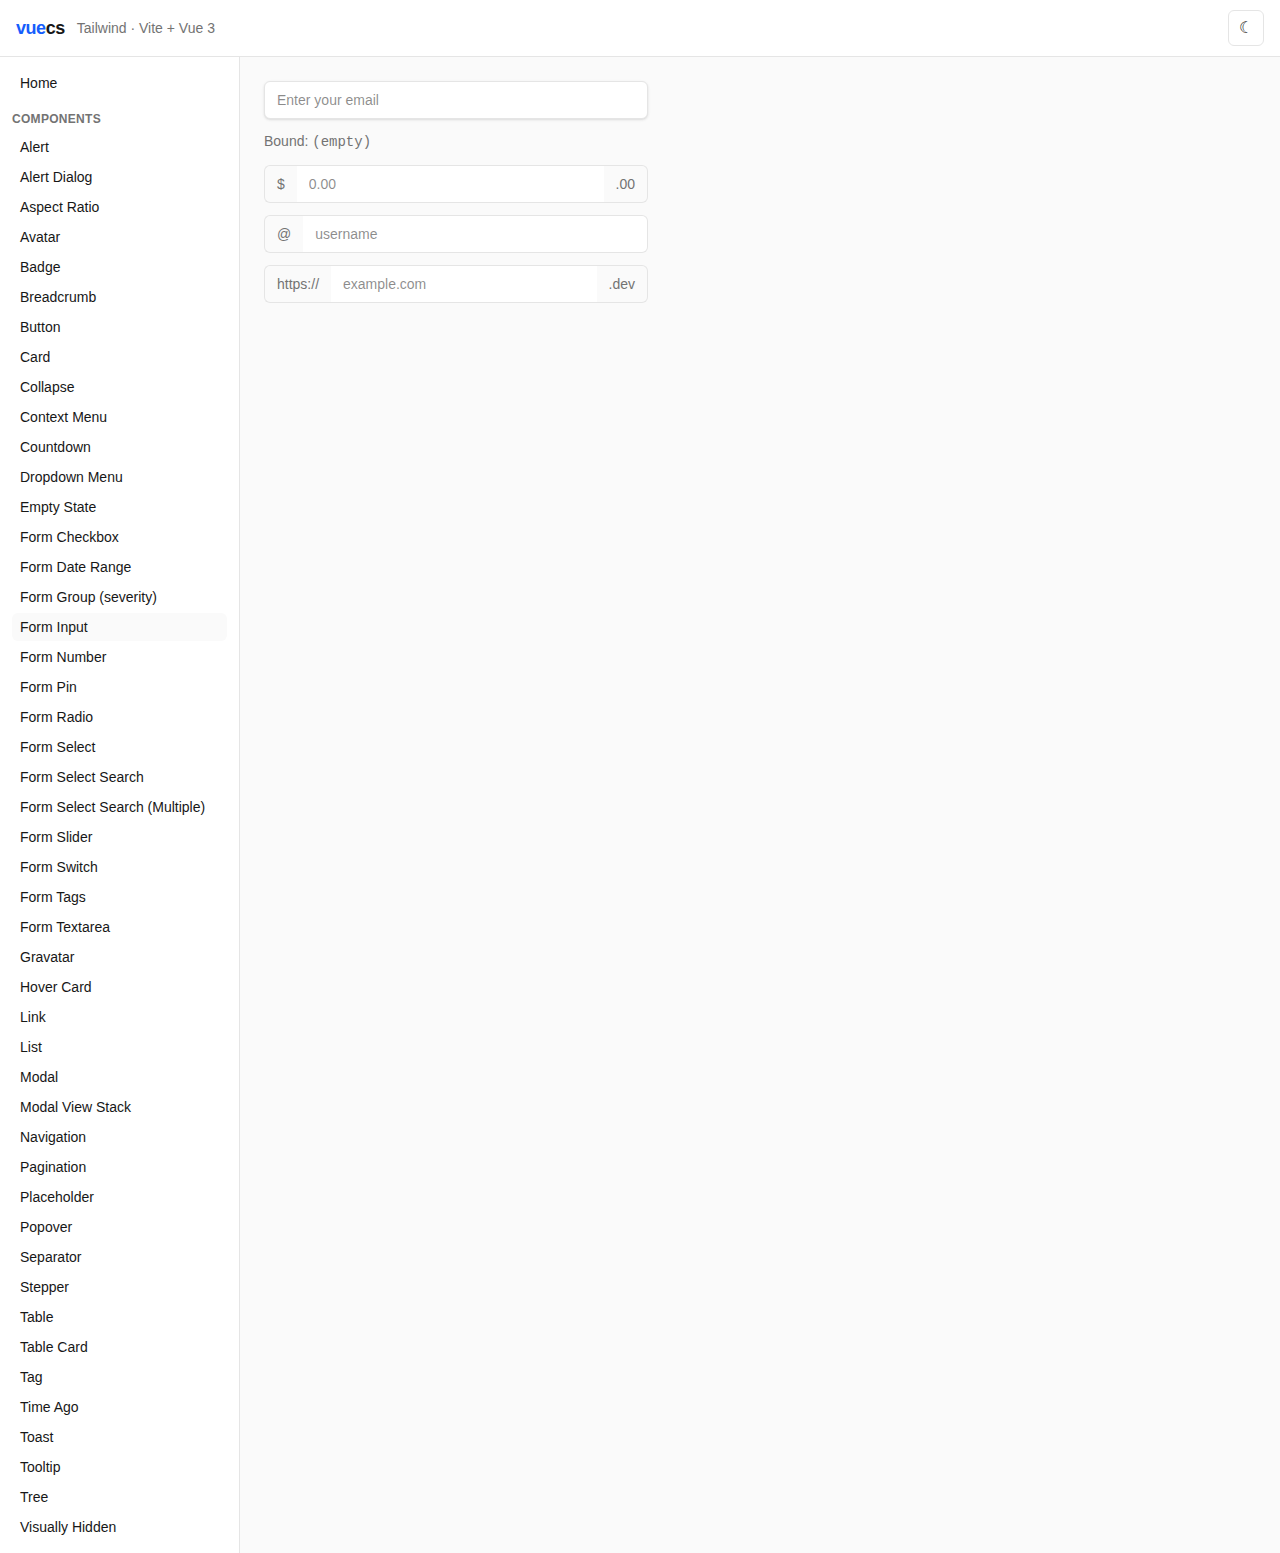 vuecs Tailwind · Vite + Vue 3 ☾
Home
COMPONENTS
Alert
Alert Dialog
Aspect Ratio
Avatar
Badge
Breadcrumb
Button
Card
Collapse
Context Menu
Countdown
Dropdown Menu
Empty State
Form Checkbox
Form Date Range
Form Group (severity)
Form Input
Form Number
Form Pin
Form Radio
Form Select
Form Select Search
Form Select Search (Multiple)
Form Slider
Form Switch
Form Tags
Form Textarea
Gravatar
Hover Card
Link
List
Modal
Modal View Stack
Navigation
Pagination
Placeholder
Popover
Separator
Stepper
Table
Table Card
Tag
Time Ago
Toast
Tooltip
Tree
Visually Hidden
Enter your email
Bound: (empty)
$ 0.00 .00
@ username
https:// example.com .dev